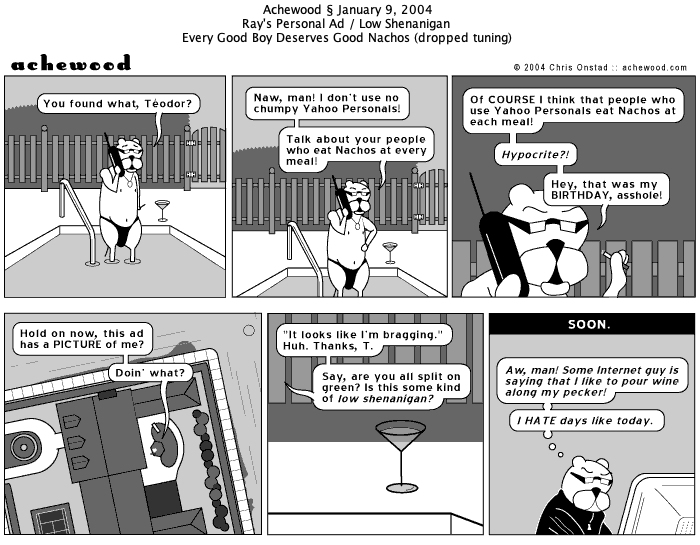 Achewood § January 9, 2004
Ray's Personal Ad / Low Shenanigan
Every Good Boy Deserves Good Nachos (dropped tuning)
achewood
© 2004 Chris Onstad :: achewood.com
You found what, Téodor?
Naw, man! I don't use no
chumpy Yahoo Personals!
Talk about your people
who eat Nachos at every
meal!
Of COURSE I think that people who
use Yahoo Personals eat Nachos at
each meal!
Hypocrite?!
Hey, that was my
BIRTHDAY, asshole!
Hold on now, this ad
has a PICTURE of me?
Doin' what?
"It looks like I'm bragging."
Huh. Thanks, T.
Say, are you all split on
green? Is this some kind
of low shenanigan?
SOON.
Aw, man! Some Internet guy is
saying that I like to pour wine
along my pecker!
I HATE days like today.